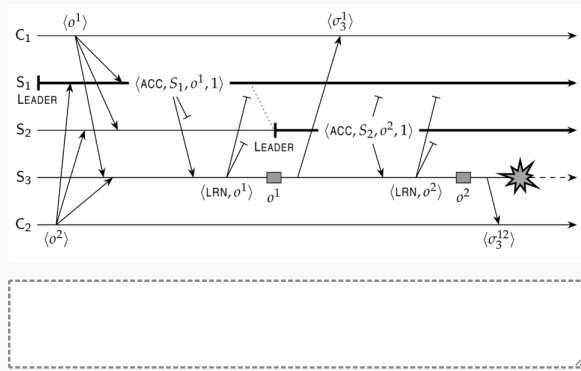 ⟨o¹⟩
⟨σ₃¹⟩
C₁
S₁
⟨ACC, S₁, o¹, 1⟩
LEADER
S₂
⟨ACC, S₂, o², 1⟩
LEADER
S₃
⟨LRN, o¹⟩
o¹
⟨LRN, o²⟩
o²
C₂
⟨o²⟩
⟨σ₃¹²⟩